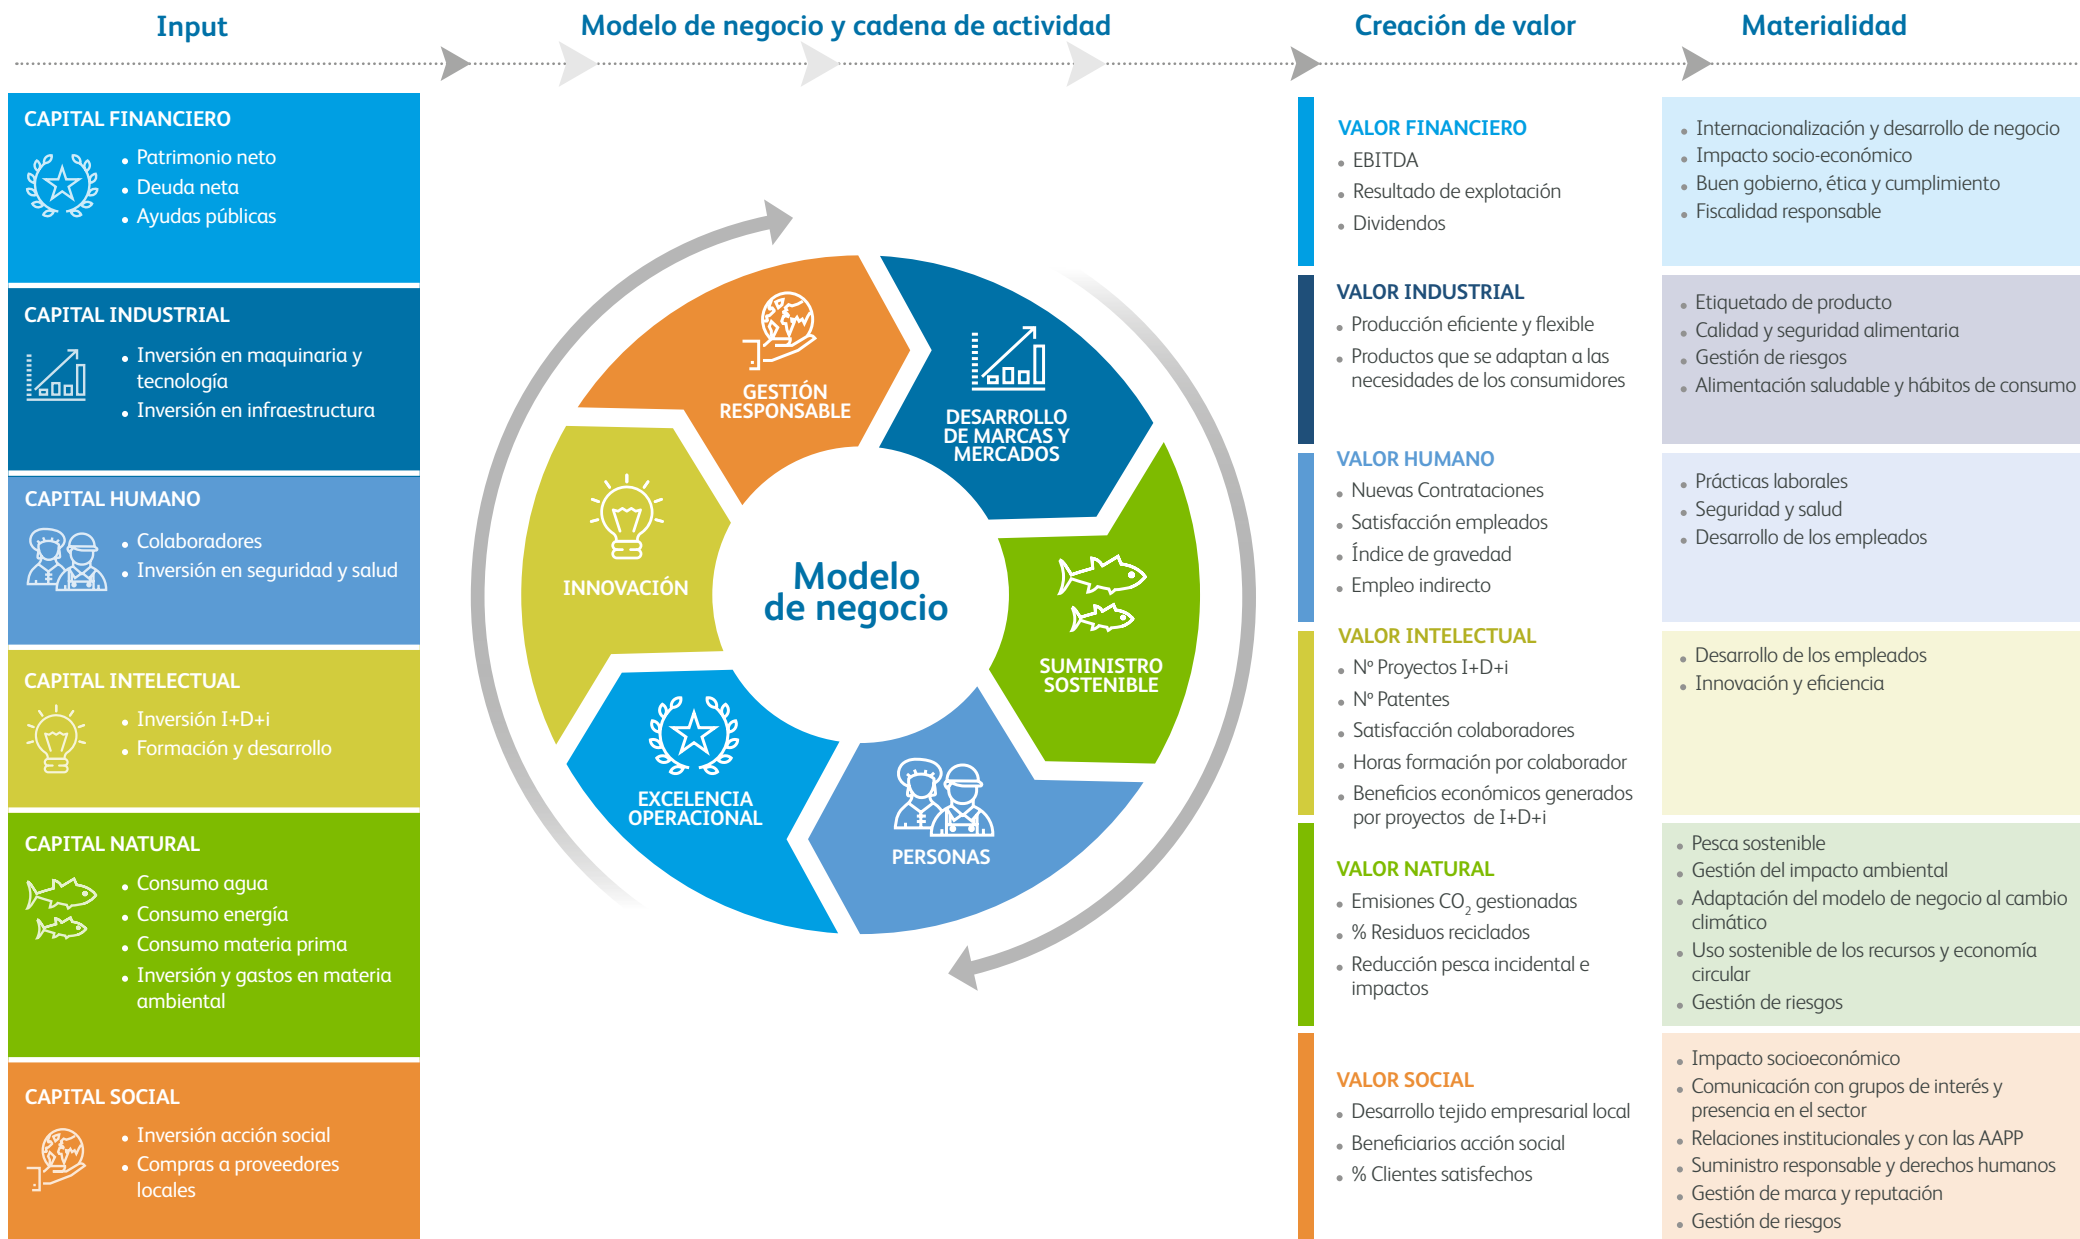 Input
Modelo de negocio y cadena de actividad
Creación de valor
Materialidad
CAPITAL FINANCIERO
• Patrimonio neto
• Deuda neta
• Ayudas públicas
CAPITAL INDUSTRIAL
• Inversión en maquinaria y
tecnología
• Inversión en infraestructura
CAPITAL HUMANO
• Colaboradores
• Inversión en seguridad y salud
CAPITAL INTELECTUAL
• Inversión I+D+i
• Formación y desarrollo
CAPITAL NATURAL
• Consumo agua
• Consumo energía
• Consumo materia prima
• Inversión y gastos en materia
ambiental
CAPITAL SOCIAL
• Inversión acción social
• Compras a proveedores
locales
GESTIÓN
RESPONSABLE
DESARROLLO
DE MARCAS Y
MERCADOS
SUMINISTRO
SOSTENIBLE
PERSONAS
EXCELENCIA
OPERACIONAL
INNOVACIÓN
Modelo
de negocio
VALOR FINANCIERO
• EBITDA
• Resultado de explotación
• Dividendos
VALOR INDUSTRIAL
• Producción eficiente y flexible
• Productos que se adaptan a las
necesidades de los consumidores
VALOR HUMANO
• Nuevas Contrataciones
• Satisfacción empleados
• Índice de gravedad
• Empleo indirecto
VALOR INTELECTUAL
• Nº Proyectos I+D+i
• Nº Patentes
• Satisfacción colaboradores
• Horas formación por colaborador
• Beneficios económicos generados
por proyectos de I+D+i
VALOR NATURAL
• Emisiones CO₂ gestionadas
• % Residuos reciclados
• Reducción pesca incidental e
impactos
VALOR SOCIAL
• Desarrollo tejido empresarial local
• Beneficiarios acción social
• % Clientes satisfechos
• Internacionalización y desarrollo de negocio
• Impacto socio-económico
• Buen gobierno, ética y cumplimiento
• Fiscalidad responsable
• Etiquetado de producto
• Calidad y seguridad alimentaria
• Gestión de riesgos
• Alimentación saludable y hábitos de consumo
• Prácticas laborales
• Seguridad y salud
• Desarrollo de los empleados
• Desarrollo de los empleados
• Innovación y eficiencia
• Pesca sostenible
• Gestión del impacto ambiental
• Adaptación del modelo de negocio al cambio
climático
• Uso sostenible de los recursos y economía
circular
• Gestión de riesgos
• Impacto socioeconómico
• Comunicación con grupos de interés y
presencia en el sector
• Relaciones institucionales y con las AAPP
• Suministro responsable y derechos humanos
• Gestión de marca y reputación
• Gestión de riesgos